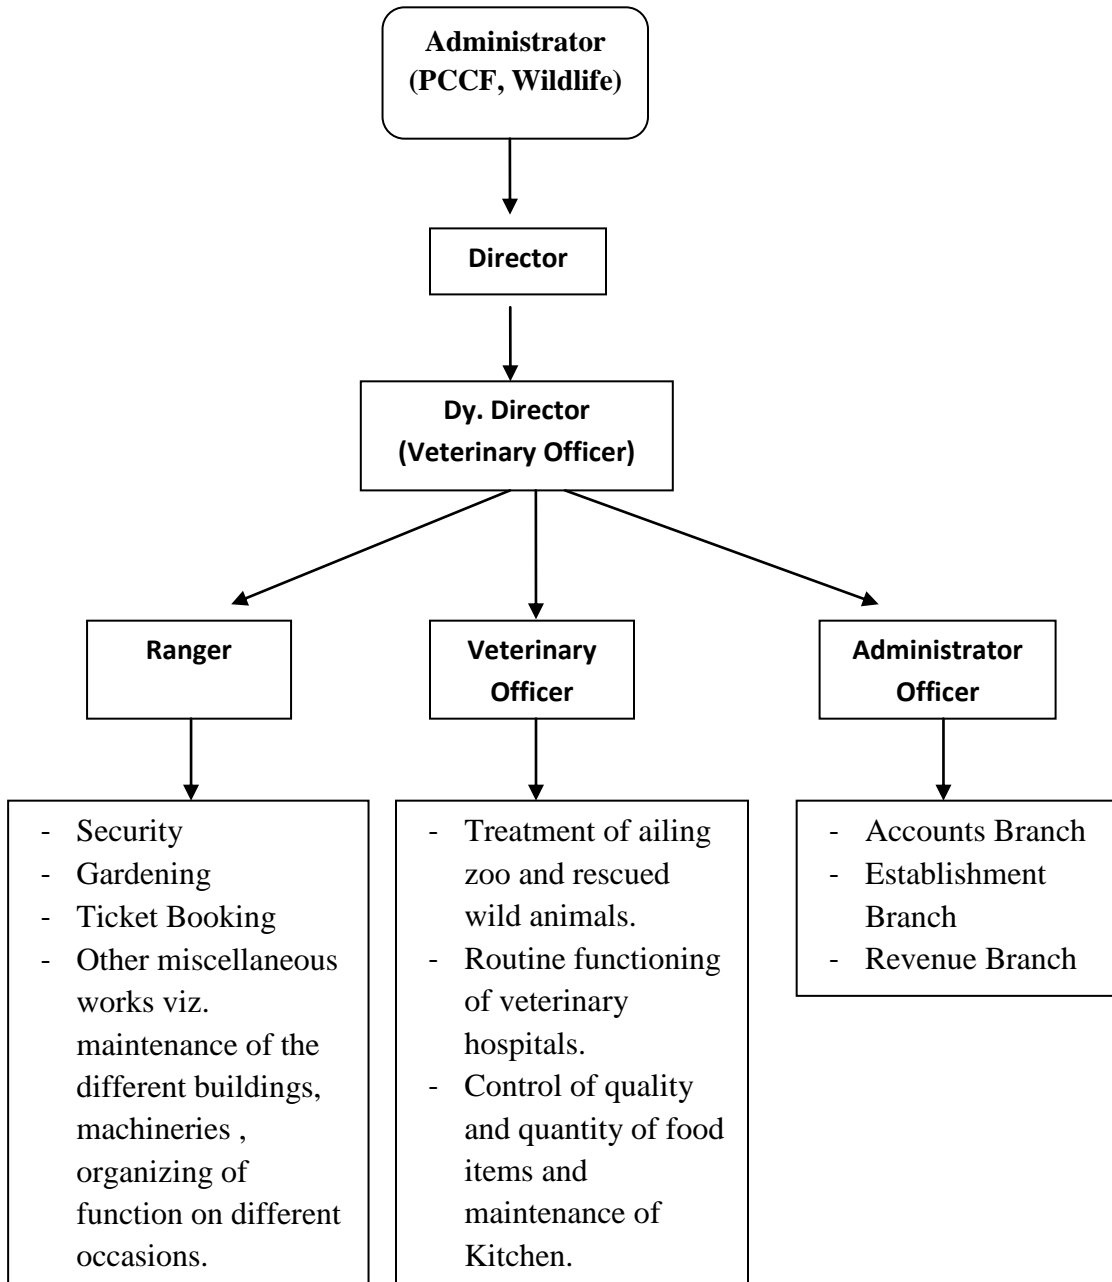 Administrator
(PCCF, Wildlife)
Director
Dy. Director
(Veterinary Officer)
Ranger
Veterinary
Officer
Administrator
Officer
- Security
- Gardening
- Ticket Booking
- Other miscellaneous
works viz.
maintenance of the
different buildings,
machineries ,
organizing of
function on different
occasions.
- Treatment of ailing
zoo and rescued
wild animals.
- Routine functioning
of veterinary
hospitals.
- Control of quality
and quantity of food
items and
maintenance of
Kitchen.
- Accounts Branch
- Establishment
Branch
- Revenue Branch